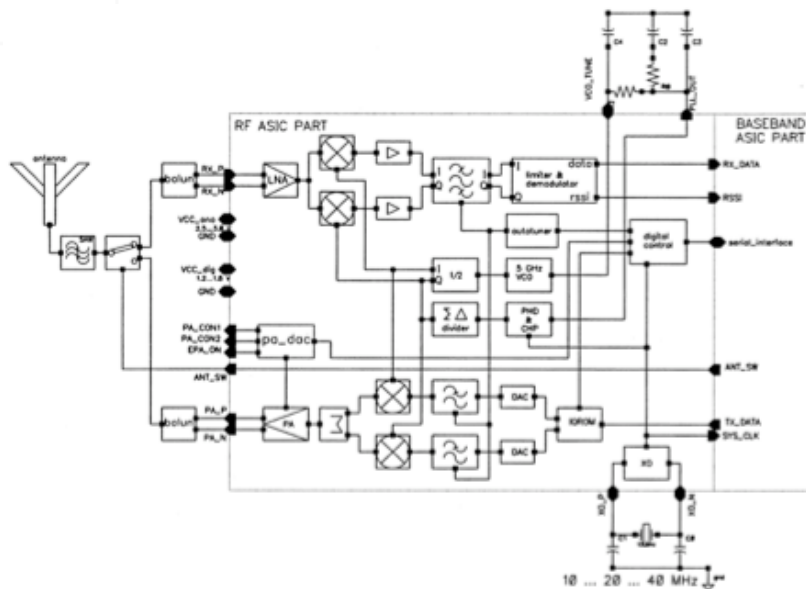 C2
C3
VCO_TUNE
PLL_OUT
RF ASIC PART
BASEBAND
ASIC PART
antenna
balun
RX_P
RX_N
LNA
I
Q
I
Q
I
Q
limiter &
demodulator
data
rssi
RX_DATA
RSSI
VCC_ana
GND
VCC_dig
GND
autotuner
digital
control
serial_interface
I
Q
1/2
5 GHz
VCO
Σ Δ
divider
PHD
&
CHP
PA_CON1
PA_CON2
EPA_ON
pa_dac
ANT_SW
ANT_SW
balun
PA_P
PA_N
PA
Σ
DAC
DAC
IQROM
TX_DATA
SYS_CLK
XO
XO_P
XO_N
C1
10 ... 20 ... 40 MHz